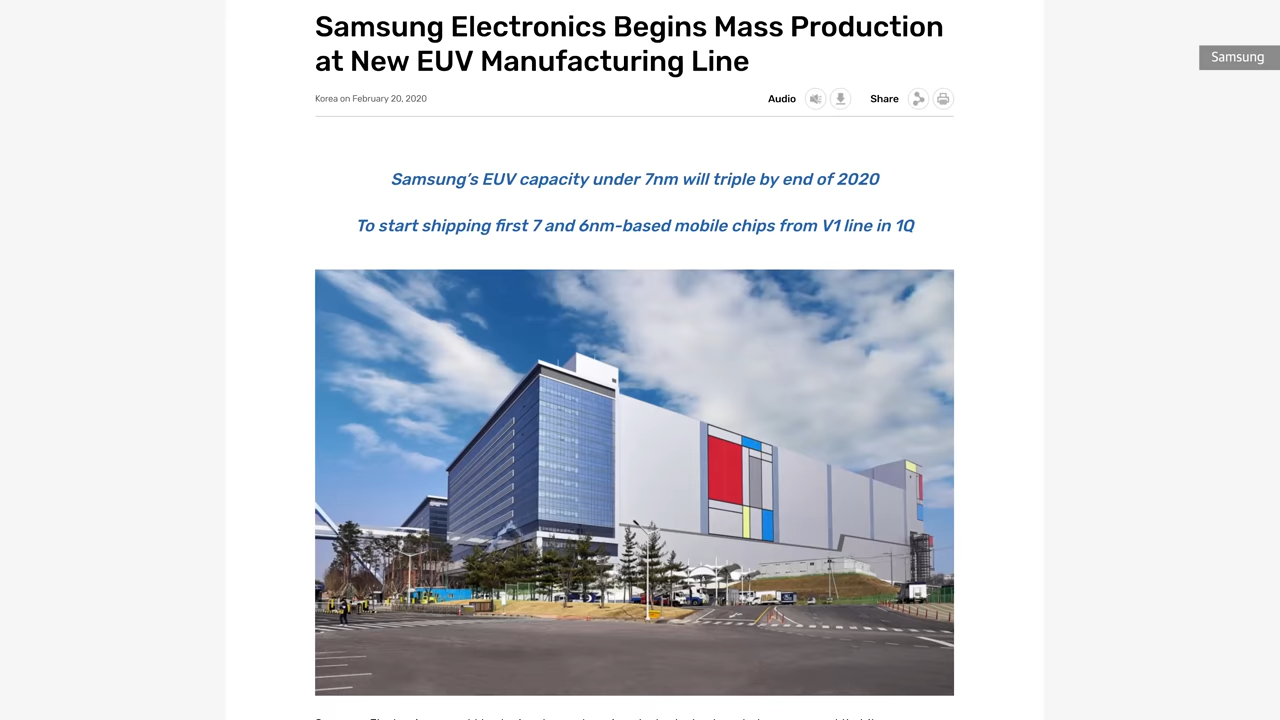 Samsung Electronics Begins Mass Production
at New EUV Manufacturing Line
Samsung
Korea on February 20, 2020
Audio
Share
Samsung’s EUV capacity under 7nm will triple by end of 2020
To start shipping first 7 and 6nm-based mobile chips from V1 line in 1Q